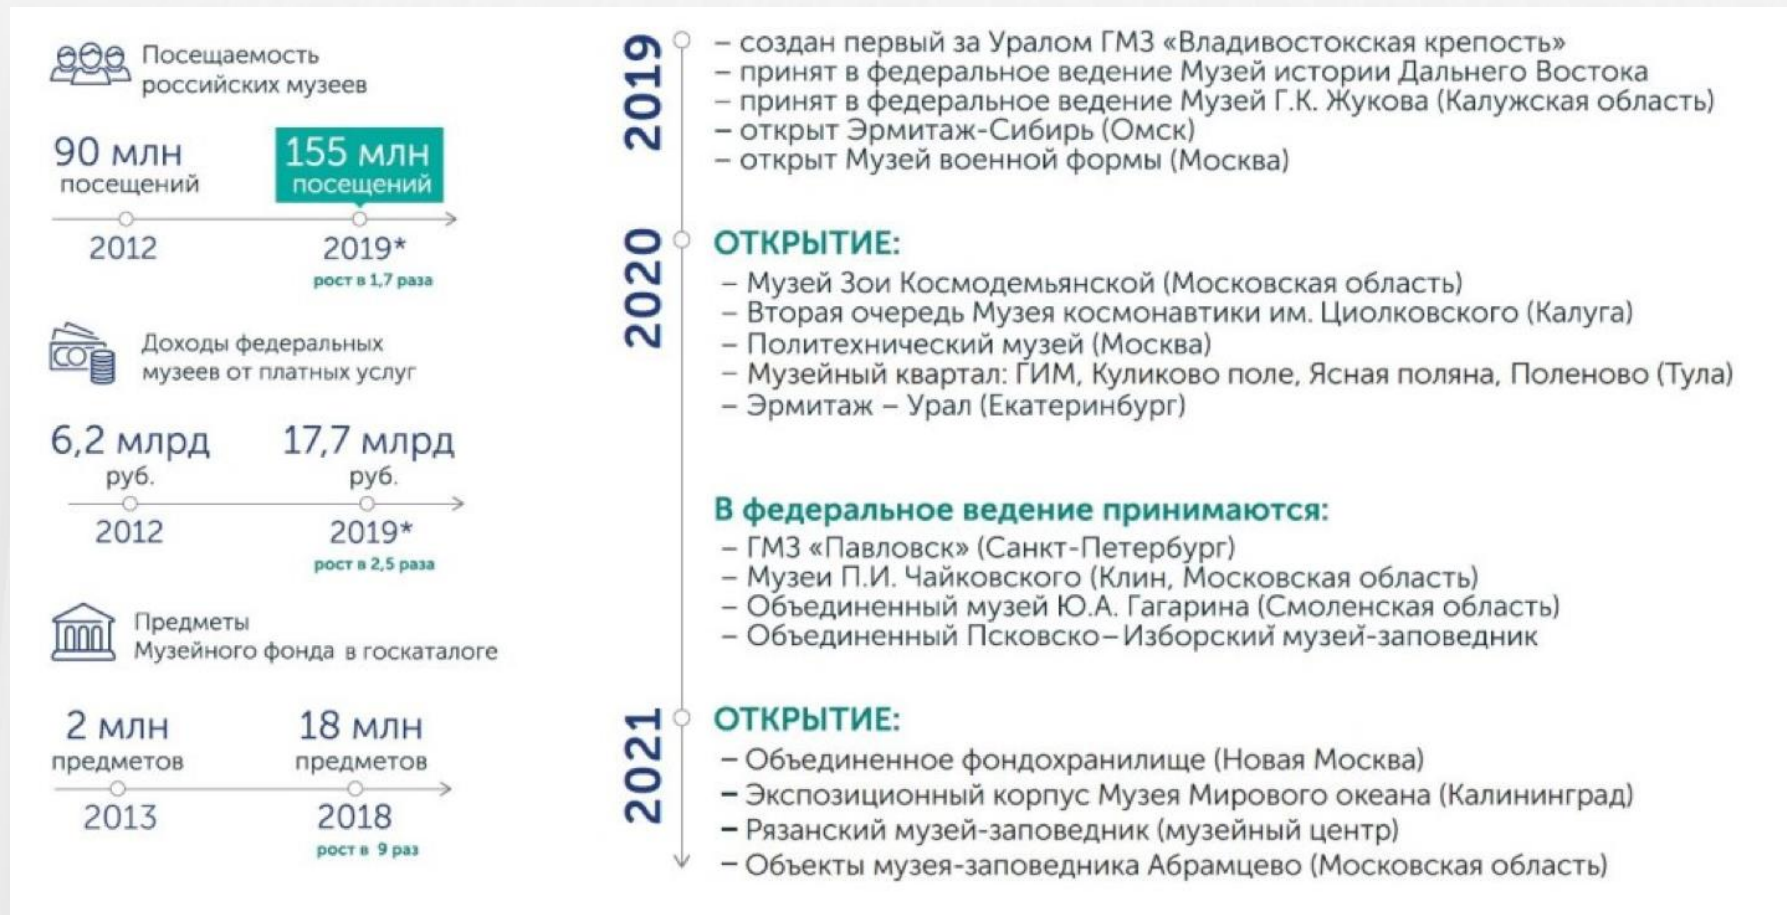 Посещаемость
российских музеев
90 млн
посещений
155 млн
посещений
2012
2019*
рост в 1,7 раза
Доходы федеральных
музеев от платных услуг
6,2 млрд
руб.
17,7 млрд
руб.
2012
2019*
рост в 2,5 раза
Предметы
Музейного фонда в госкаталоге
2 млн
предметов
18 млн
предметов
2013
2018
рост в 9 раз
2019
– создан первый за Уралом ГМЗ «Владивостокская крепость»
– принят в федеральное ведение Музей истории Дальнего Востока
– принят в федеральное ведение Музей Г.К. Жукова (Калужская область)
– открыт Эрмитаж-Сибирь (Омск)
– открыт Музей военной формы (Москва)
2020
ОТКРЫТИЕ:
– Музей Зои Космодемьянской (Московская область)
– Вторая очередь Музея космонавтики им. Циолковского (Калуга)
– Политехнический музей (Москва)
– Музейный квартал: ГИМ, Куликово поле, Ясная поляна, Поленово (Тула)
– Эрмитаж – Урал (Екатеринбург)
В федеральное ведение принимаются:
– ГМЗ «Павловск» (Санкт-Петербург)
– Музеи П.И. Чайковского (Клин, Московская область)
– Объединенный музей Ю.А. Гагарина (Смоленская область)
– Объединенный Псковско–Изборский музей-заповедник
2021
ОТКРЫТИЕ:
– Объединенное фондохранилище (Новая Москва)
– Экспозиционный корпус Музея Мирового океана (Калининград)
– Рязанский музей-заповедник (музейный центр)
– Объекты музея-заповедника Абрамцево (Московская область)